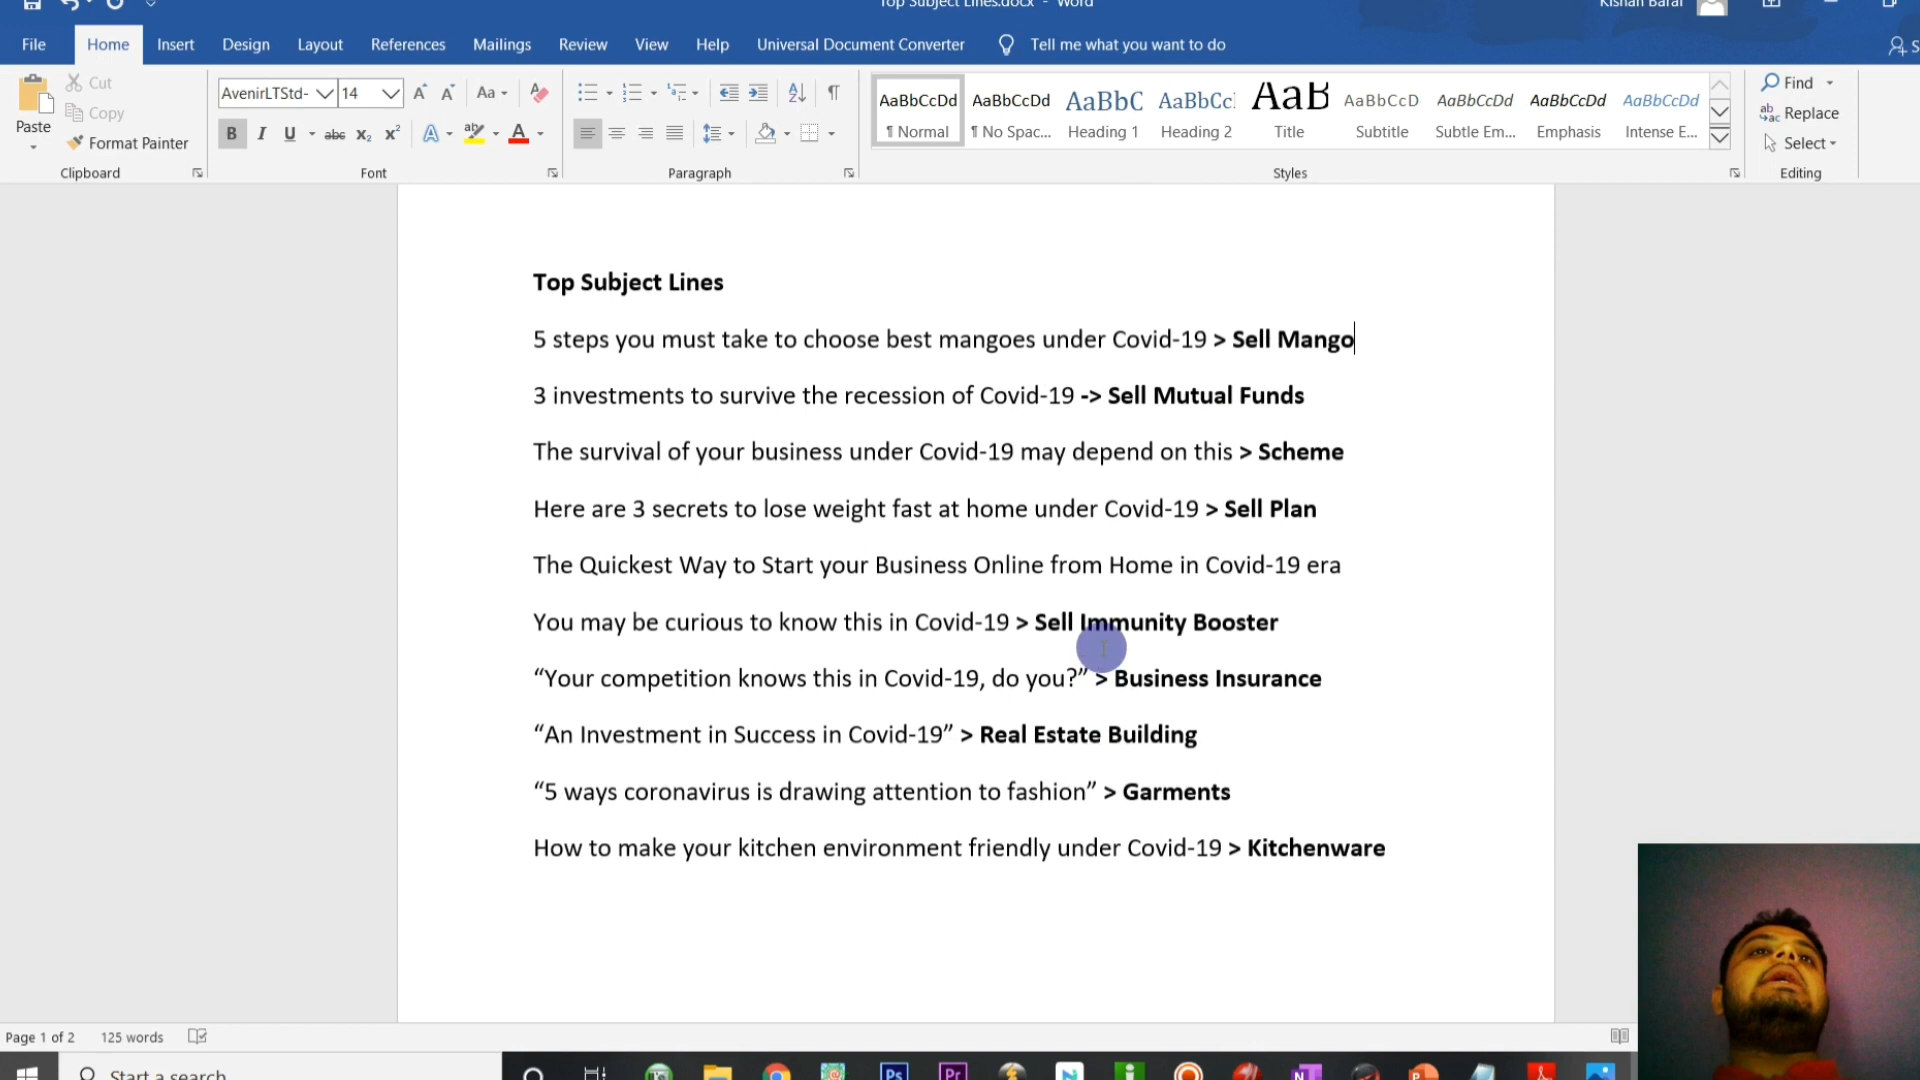 Top Subject Lines.docx - Word
Kishan Baral
File Home Insert Design Layout References Mailings Review View Help Universal Document Converter Tell me what you want to do
Cut
Copy
Paste
Format Painter
Clipboard
AvenirLTStd- 14
Font
Paragraph
AaBbCcDd AaBbCcDd AaBbC AaBbCc AaB AaBbCcD AaBbCcDd AaBbCcDd AaBbCcDd
¶ Normal ¶ No Spac... Heading 1 Heading 2 Title Subtitle Subtle Em... Emphasis Intense E...
Styles
Find
Replace
Select
Editing
Top Subject Lines
5 steps you must take to choose best mangoes under Covid-19 > Sell Mango
3 investments to survive the recession of Covid-19 -> Sell Mutual Funds
The survival of your business under Covid-19 may depend on this > Scheme
Here are 3 secrets to lose weight fast at home under Covid-19 > Sell Plan
The Quickest Way to Start your Business Online from Home in Covid-19 era
You may be curious to know this in Covid-19 > Sell Immunity Booster
“Your competition knows this in Covid-19, do you?” > Business Insurance
“An Investment in Success in Covid-19” > Real Estate Building
“5 ways coronavirus is drawing attention to fashion” > Garments
How to make your kitchen environment friendly under Covid-19 > Kitchenware
Page 1 of 2 125 words
Start a search